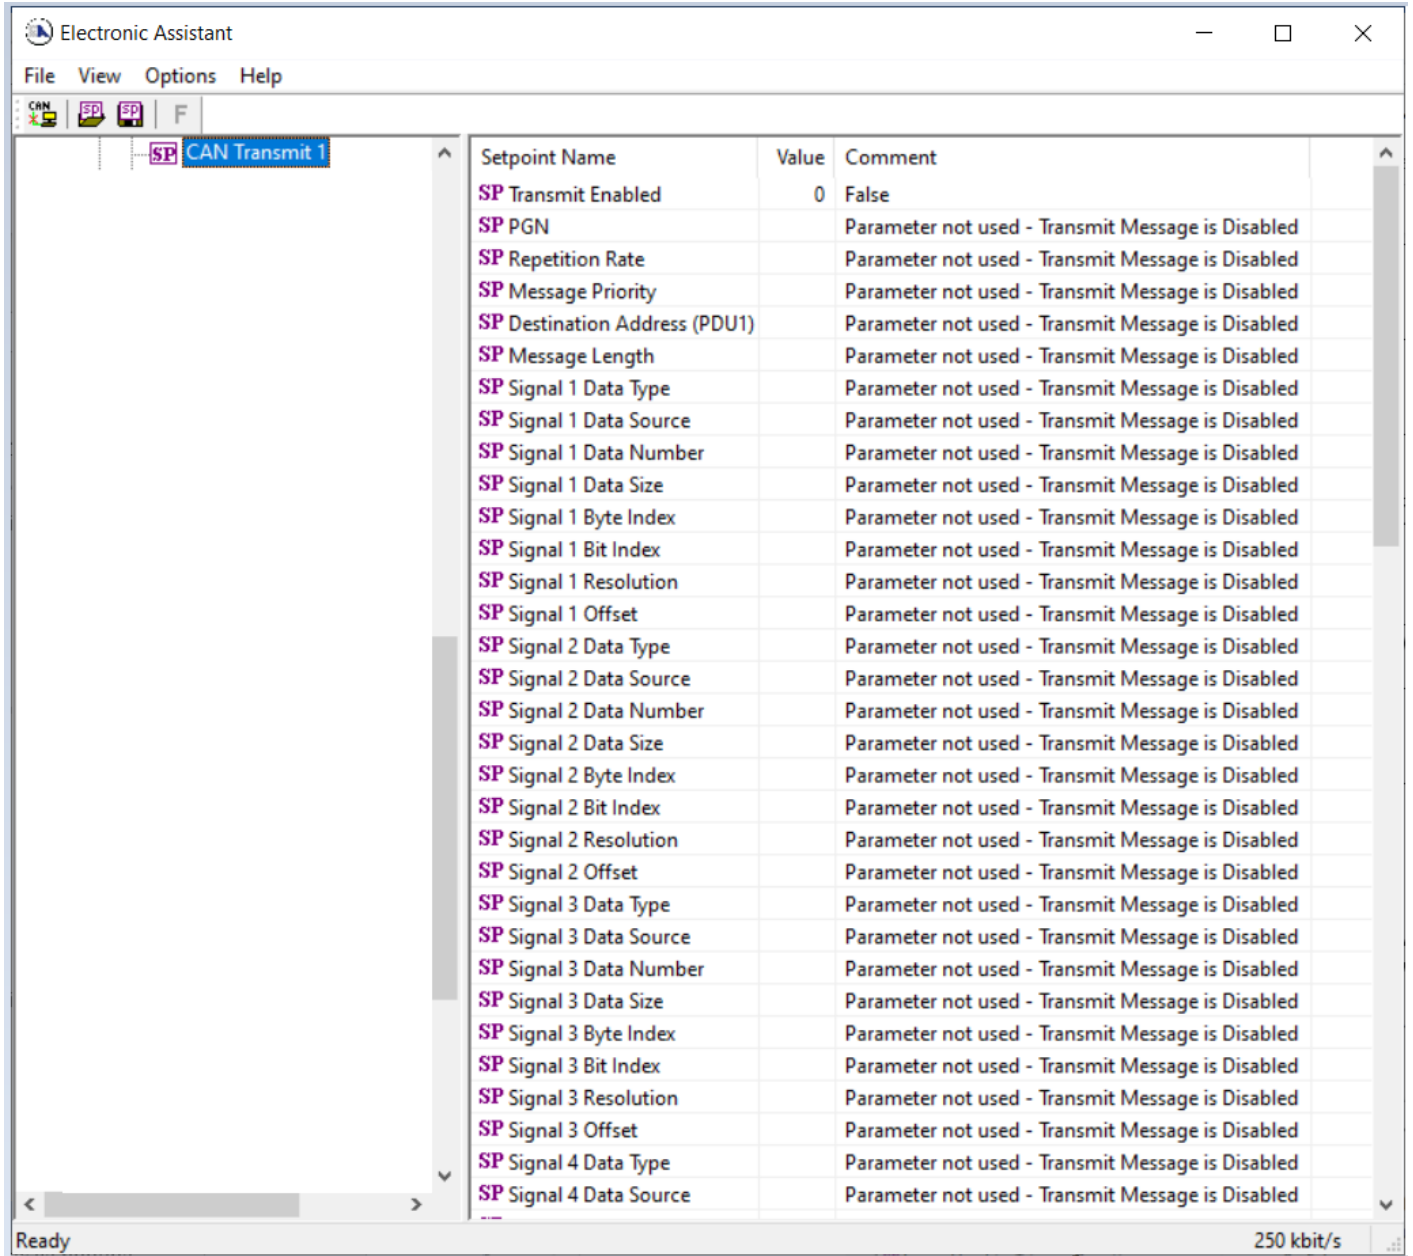 Electronic Assistant
File View Options Help
CAN SP SP F
SP CAN Transmit 1
Setpoint Name Value Comment
SP Transmit Enabled 0 False
SP PGN Parameter not used - Transmit Message is Disabled
SP Repetition Rate Parameter not used - Transmit Message is Disabled
SP Message Priority Parameter not used - Transmit Message is Disabled
SP Destination Address (PDU1) Parameter not used - Transmit Message is Disabled
SP Message Length Parameter not used - Transmit Message is Disabled
SP Signal 1 Data Type Parameter not used - Transmit Message is Disabled
SP Signal 1 Data Source Parameter not used - Transmit Message is Disabled
SP Signal 1 Data Number Parameter not used - Transmit Message is Disabled
SP Signal 1 Data Size Parameter not used - Transmit Message is Disabled
SP Signal 1 Byte Index Parameter not used - Transmit Message is Disabled
SP Signal 1 Bit Index Parameter not used - Transmit Message is Disabled
SP Signal 1 Resolution Parameter not used - Transmit Message is Disabled
SP Signal 1 Offset Parameter not used - Transmit Message is Disabled
SP Signal 2 Data Type Parameter not used - Transmit Message is Disabled
SP Signal 2 Data Source Parameter not used - Transmit Message is Disabled
SP Signal 2 Data Number Parameter not used - Transmit Message is Disabled
SP Signal 2 Data Size Parameter not used - Transmit Message is Disabled
SP Signal 2 Byte Index Parameter not used - Transmit Message is Disabled
SP Signal 2 Bit Index Parameter not used - Transmit Message is Disabled
SP Signal 2 Resolution Parameter not used - Transmit Message is Disabled
SP Signal 2 Offset Parameter not used - Transmit Message is Disabled
SP Signal 3 Data Type Parameter not used - Transmit Message is Disabled
SP Signal 3 Data Source Parameter not used - Transmit Message is Disabled
SP Signal 3 Data Number Parameter not used - Transmit Message is Disabled
SP Signal 3 Data Size Parameter not used - Transmit Message is Disabled
SP Signal 3 Byte Index Parameter not used - Transmit Message is Disabled
SP Signal 3 Bit Index Parameter not used - Transmit Message is Disabled
SP Signal 3 Resolution Parameter not used - Transmit Message is Disabled
SP Signal 3 Offset Parameter not used - Transmit Message is Disabled
SP Signal 4 Data Type Parameter not used - Transmit Message is Disabled
SP Signal 4 Data Source Parameter not used - Transmit Message is Disabled
Ready 250 kbit/s